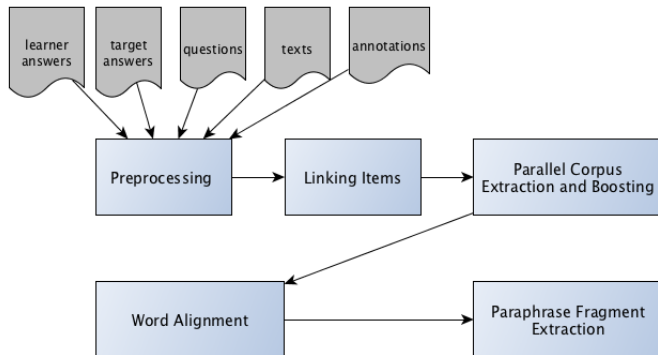 learner
answers
target
answers
questions
texts
annotations
Preprocessing
Linking Items
Parallel Corpus
Extraction and Boosting
Word Alignment
Paraphrase Fragment
Extraction